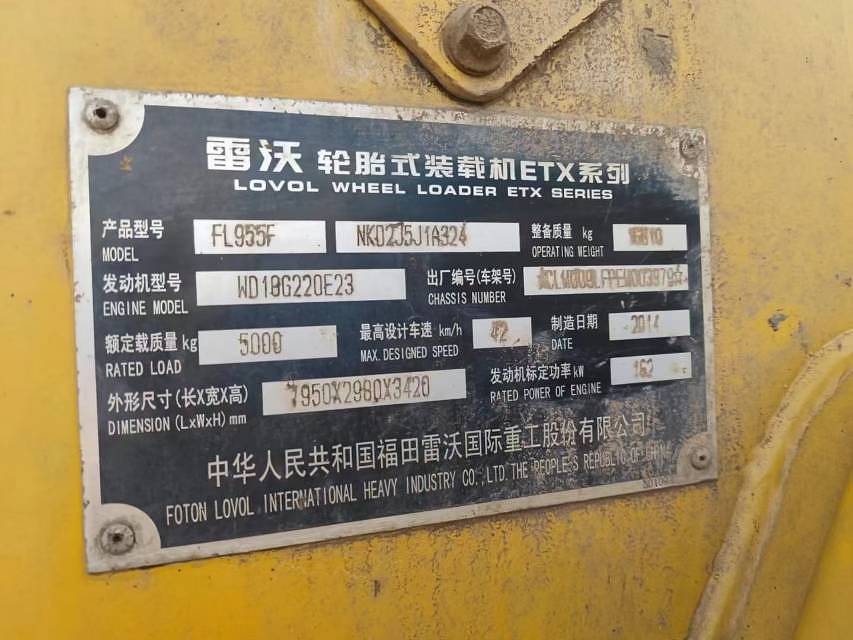 雷沃 轮胎式装载机ETX系列
LOVOL WHEEL LOADER ETX SERIES
产品型号 FL955F NKD2J5J1A324 整备质量 kg
MODEL OPERATING WEIGHT
发动机型号 WD10G220E23 出厂编号(车架号)
ENGINE MODEL CHASSIS NUMBER
额定载质量 kg 5000 最高设计车速 km/h 42 制造日期 2014
RATED LOAD MAX. DESIGNED SPEED DATE
外形尺寸 (长X宽X高) 7950X2980X3420 发动机标定功率 kW 162
DIMENSION (LxWxH) mm RATED POWER OF ENGINE
中华人民共和国福田雷沃国际重工股份有限公司
FOTON LOVOL INTERNATIONAL HEAVY INDUSTRY CO., LTD. THE PEOPLE'S REPUBLIC OF CHINA